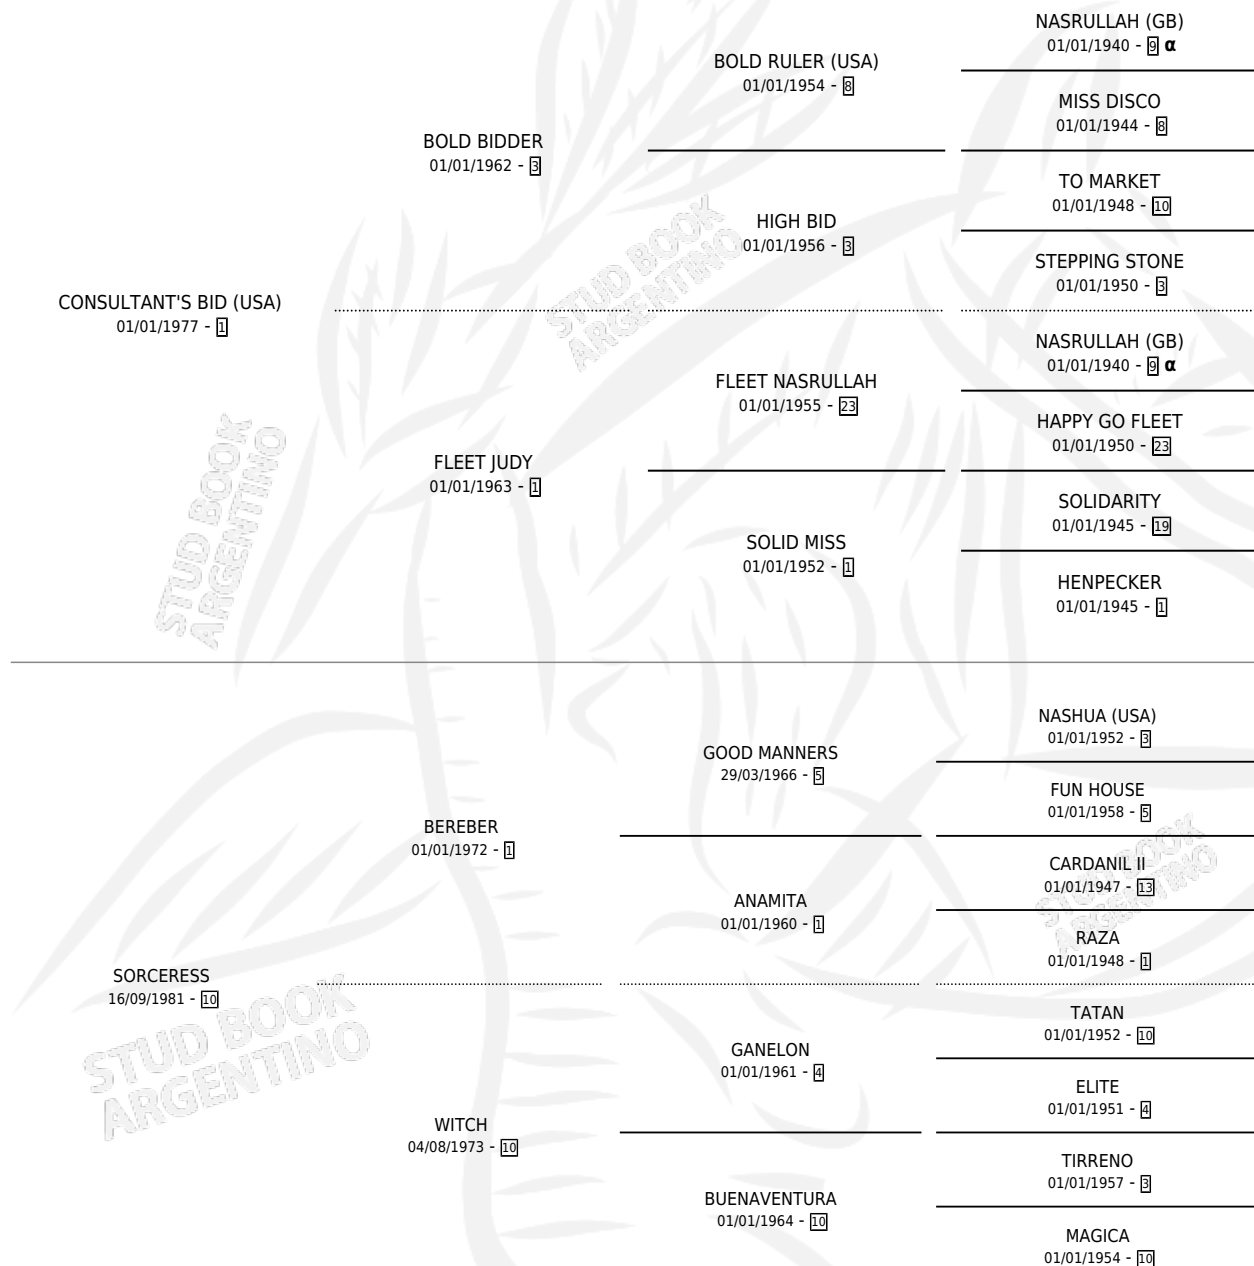 NASRULLAH (GB)
01/01/1940 - 9 α
BOLD RULER (USA)
01/01/1954 - 8
MISS DISCO
01/01/1944 - 8
BOLD BIDDER
01/01/1962 - 3
TO MARKET
01/01/1948 - 10
HIGH BID
01/01/1956 - 3
STEPPING STONE
01/01/1950 - 3
CONSULTANT'S BID (USA)
01/01/1977 - 1
NASRULLAH (GB)
01/01/1940 - 9 α
FLEET NASRULLAH
01/01/1955 - 23
HAPPY GO FLEET
01/01/1950 - 23
FLEET JUDY
01/01/1963 - 1
SOLIDARITY
01/01/1945 - 19
SOLID MISS
01/01/1952 - 1
HENPECKER
01/01/1945 - 1
NASHUA (USA)
01/01/1952 - 3
GOOD MANNERS
29/03/1966 - 5
FUN HOUSE
01/01/1958 - 5
BEREBER
01/01/1972 - 1
CARDANIL II
01/01/1947 - 13
ANAMITA
01/01/1960 - 1
RAZA
01/01/1948 - 1
SORCERESS
16/09/1981 - 10
TATAN
01/01/1952 - 10
GANELON
01/01/1961 - 4
ELITE
01/01/1951 - 4
WITCH
04/08/1973 - 10
TIRRENO
01/01/1957 - 3
BUENAVENTURA
01/01/1964 - 10
MAGICA
01/01/1954 - 10
STUD BOOK
ARGENTINO
STUD BOOK
ARGENTINO
STUD BOOK
ARGENTINO
STUD BOOK
ARGENTINO